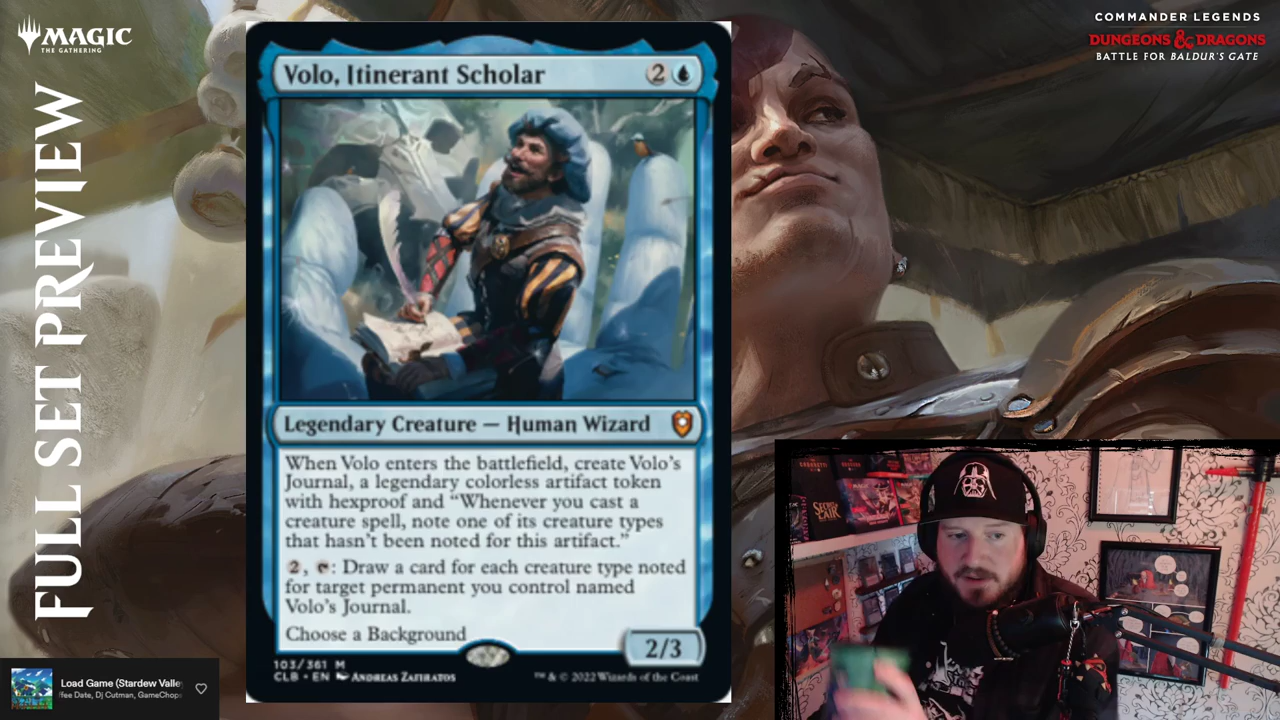 MAGIC
THE GATHERING
FULL SET PREVIEW
COMMANDER LEGENDS
DUNGEONS & DRAGONS
BATTLE FOR BALDUR'S GATE
Volo, Itinerant Scholar 2
Legendary Creature — Human Wizard
When Volo enters the battlefield, create Volo's
Journal, a legendary colorless artifact token
with hexproof and “Whenever you cast a
creature spell, note one of its creature types
that hasn't been noted for this artifact.”
2, : Draw a card for each creature type noted
for target permanent you control named
Volo's Journal.
Choose a Background
2/3
103/361 M
CLB • EN ANDREAS ZAFIRATOS
™ & © 2022 Wizards of the Coast
SECRET
LAIR
Load Game (Stardew Valle
ffee Date, Dj Cutman, GameChops